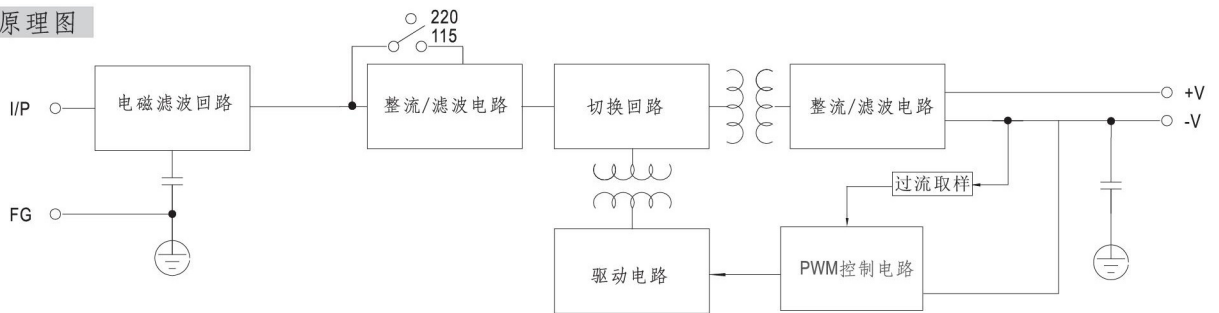 原理图
220
115
I/P
电磁滤波回路
整流/滤波电路
切换回路
整流/滤波电路
+V
-V
过流取样
FG
驱动电路
PWM控制电路